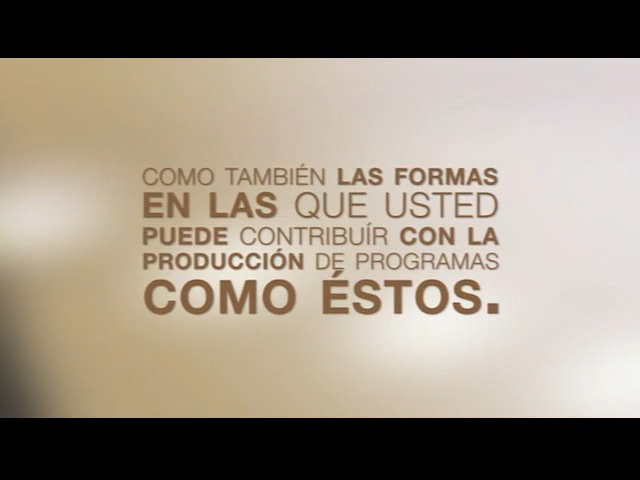 COMO TAMBIÉN LAS FORMAS
EN LAS QUE USTED
PUEDE CONTRIBUÍR CON LA
PRODUCCIÓN DE PROGRAMAS
COMO ÉSTOS.